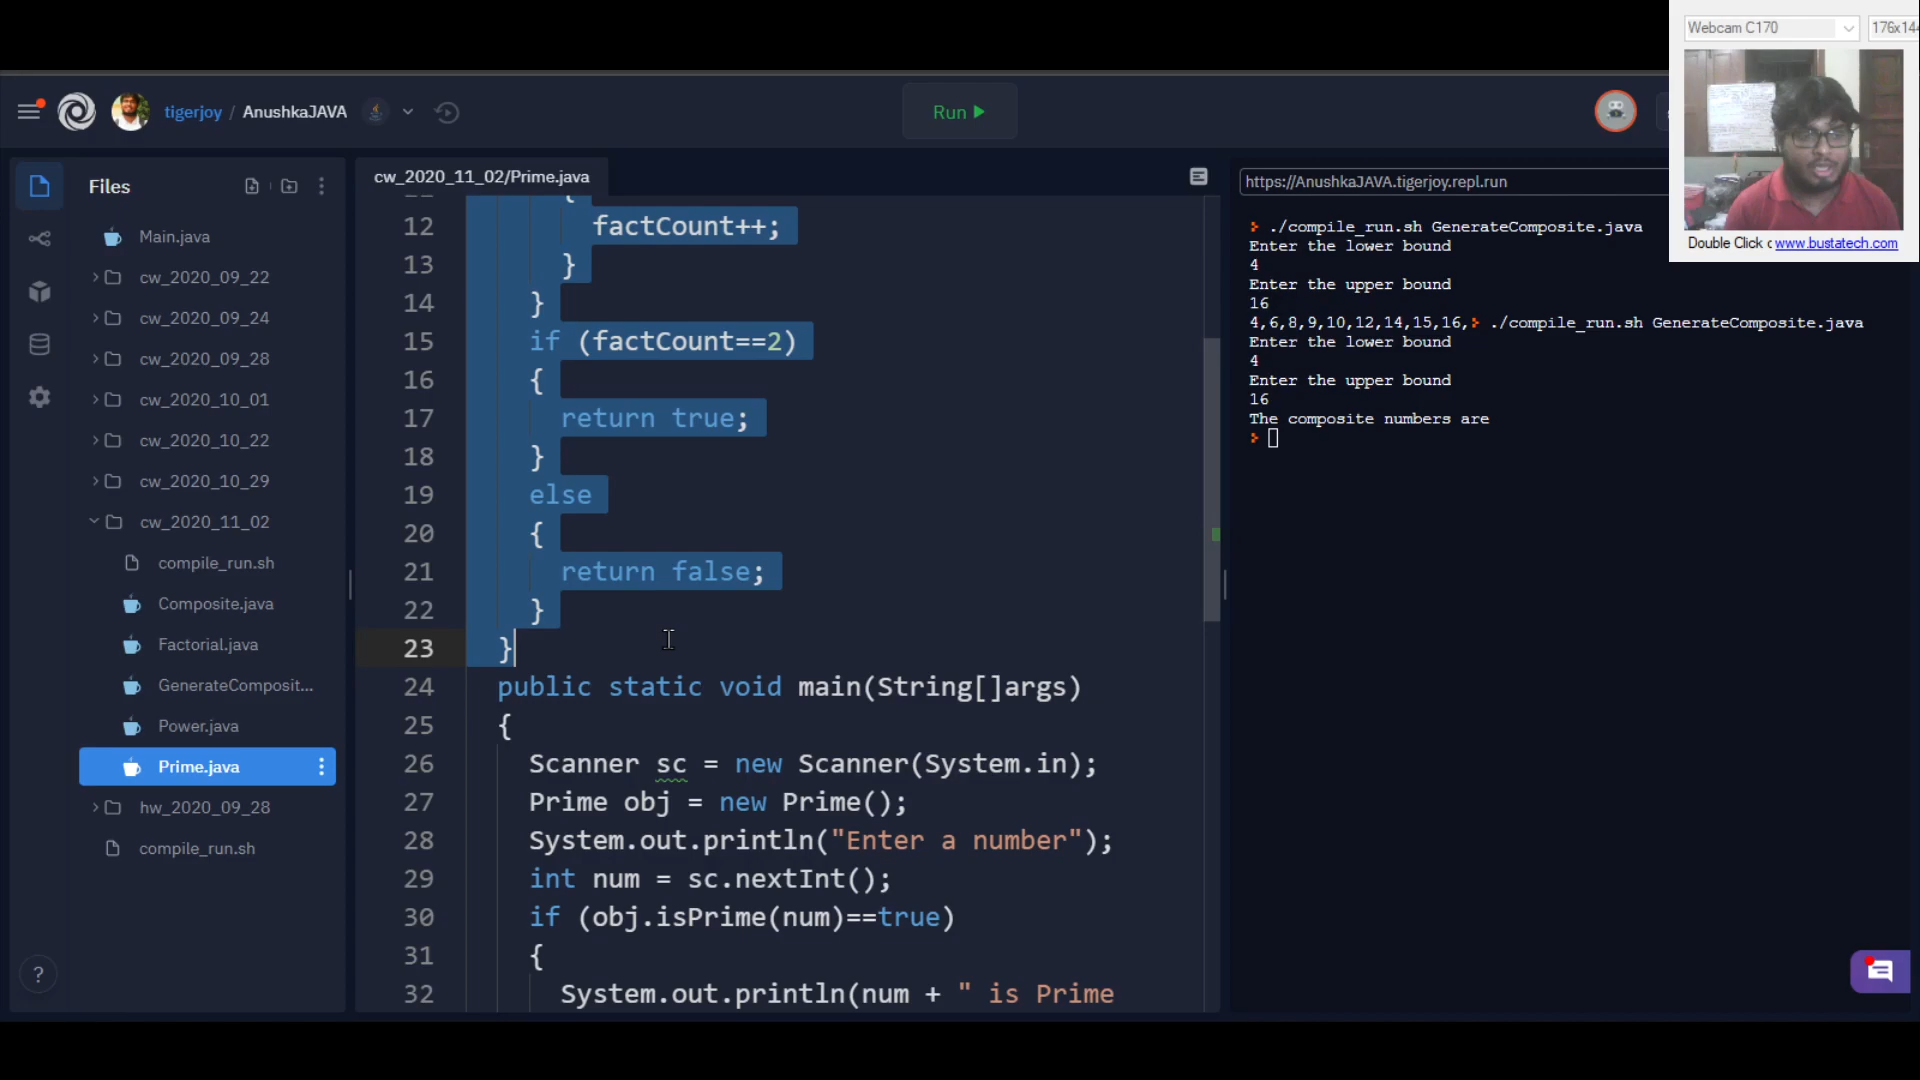 Webcam C170
176x144
tigerjoy / AnushkaJAVA
Run
Double Click c www.bustatech.com
Files
Main.java
cw_2020_09_22
cw_2020_09_24
cw_2020_09_28
cw_2020_10_01
cw_2020_10_22
cw_2020_10_29
cw_2020_11_02
compile_run.sh
Composite.java
Factorial.java
GenerateComposit...
Power.java
Prime.java
hw_2020_09_28
compile_run.sh
?
cw_2020_11_02/Prime.java
{
12 factCount++;
13 }
14 }
15 if (factCount==2)
16 {
17 return true;
18 }
19 else
20 {
21 return false;
22 }
23 }
24 public static void main(String[]args)
25 {
26 Scanner sc = new Scanner(System.in);
27 Prime obj = new Prime();
28 System.out.println("Enter a number");
29 int num = sc.nextInt();
30 if (obj.isPrime(num)==true)
31 {
32 System.out.println(num + " is Prime
https://AnushkaJAVA.tigerjoy.repl.run
./compile_run.sh GenerateComposite.java
Enter the lower bound
4
Enter the upper bound
16
4,6,8,9,10,12,14,15,16, ./compile_run.sh GenerateComposite.java
Enter the lower bound
4
Enter the upper bound
16
The composite numbers are